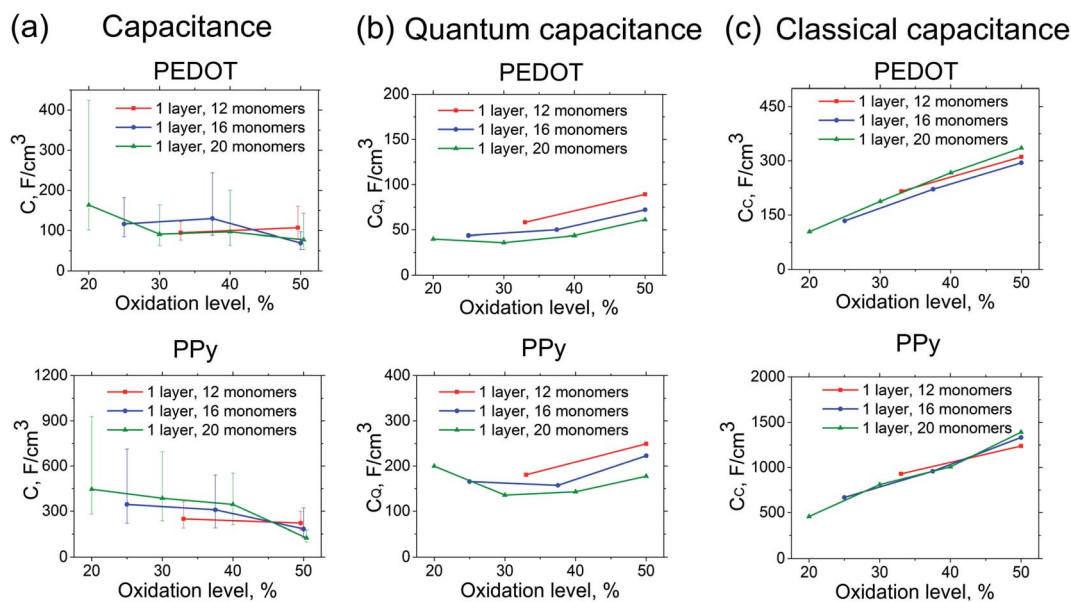 (a) Capacitance
PEDOT
1 layer, 12 monomers
1 layer, 16 monomers
1 layer, 20 monomers
C, F/cm³
400
300
200
100
0
20 30 40 50
Oxidation level, %
PPy
1 layer, 12 monomers
1 layer, 16 monomers
1 layer, 20 monomers
C, F/cm³
1200
900
600
300
0
20 30 40 50
Oxidation level, %
(b) Quantum capacitance
PEDOT
1 layer, 12 monomers
1 layer, 16 monomers
1 layer, 20 monomers
CQ, F/cm³
200
150
100
50
0
20 30 40 50
Oxidation level, %
PPy
1 layer, 12 monomers
1 layer, 16 monomers
1 layer, 20 monomers
CQ, F/cm³
400
300
200
100
0
20 30 40 50
Oxidation level, %
(c) Classical capacitance
PEDOT
1 layer, 12 monomers
1 layer, 16 monomers
1 layer, 20 monomers
CC, F/cm³
450
300
150
0
20 30 40 50
Oxidation level, %
PPy
1 layer, 12 monomers
1 layer, 16 monomers
1 layer, 20 monomers
CC, F/cm³
2000
1500
1000
500
0
20 30 40 50
Oxidation level, %